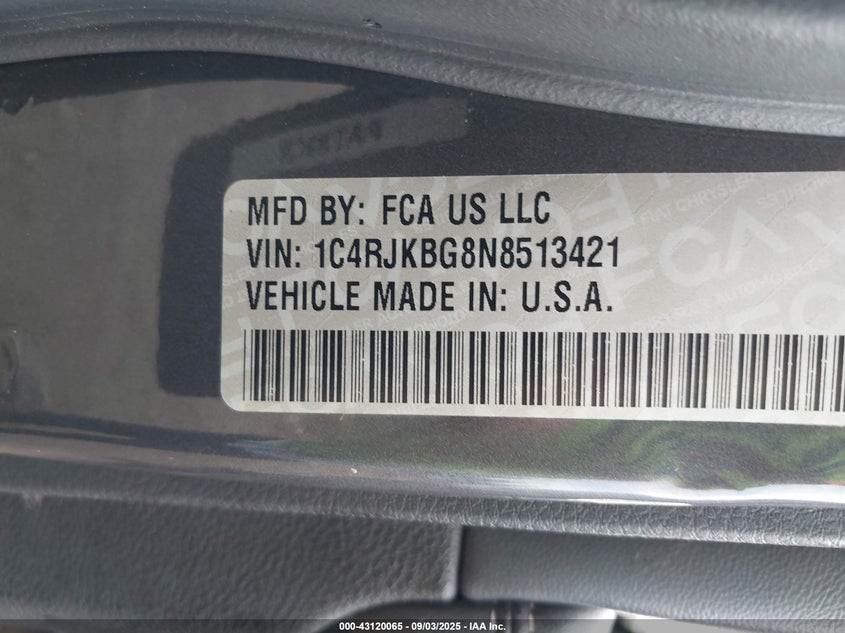 MFD BY: FCA US LLC
VIN: 1C4RJKBG8N8513421
VEHICLE MADE IN: U.S.A.
000-43120065 - 09/03/2025 - IAA Inc.